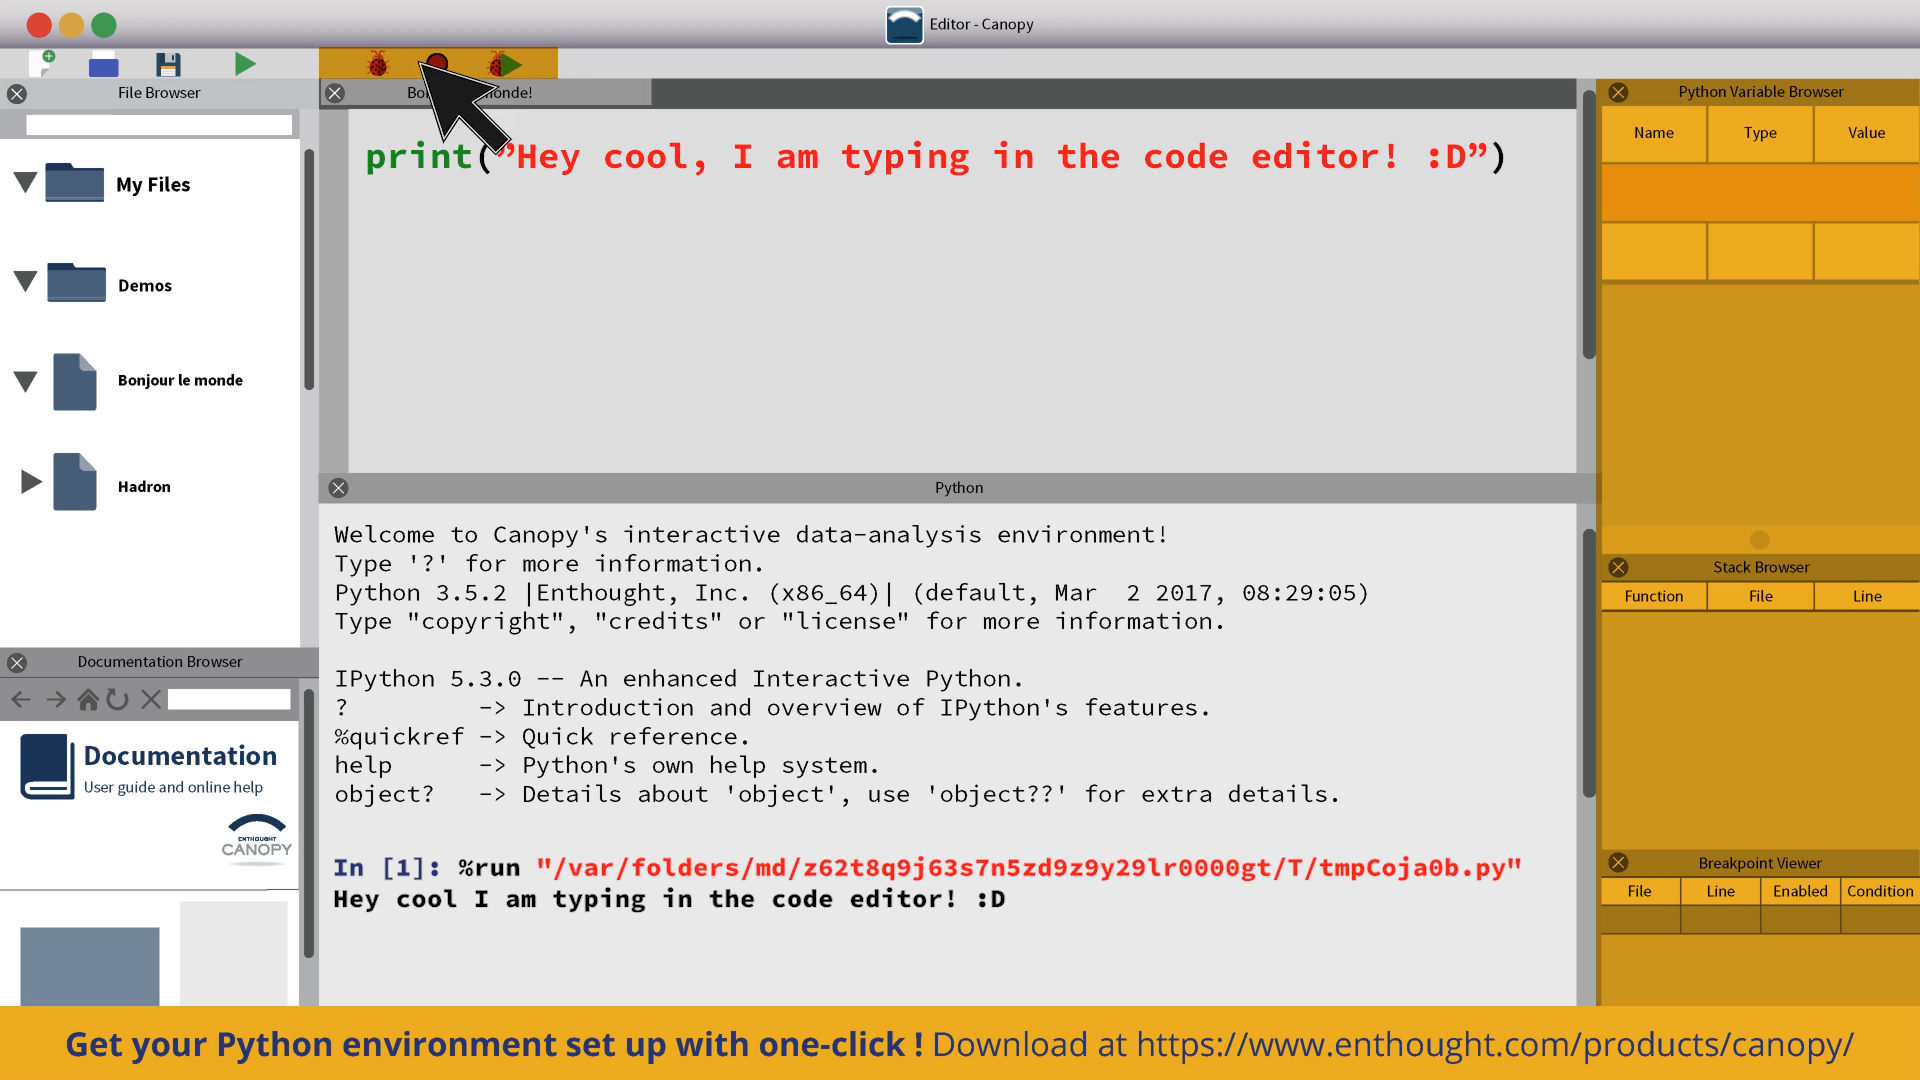 Editor - Canopy
File Browser
My Files
Demos
Bonjour le monde
Hadron
Documentation Browser
Documentation
User guide and online help
ENTHOUGHT
CANOPY
print(”Hey cool, I am typing in the code editor! :D”)
Python
Welcome to Canopy's interactive data-analysis environment!
Type '?' for more information.
Python 3.5.2 |Enthought, Inc. (x86_64)| (default, Mar  2 2017, 08:29:05)
Type "copyright", "credits" or "license" for more information.
IPython 5.3.0 -- An enhanced Interactive Python.
?         -> Introduction and overview of IPython's features.
%quickref -> Quick reference.
help      -> Python's own help system.
object?   -> Details about 'object', use 'object??' for extra details.
In [1]: %run "/var/folders/md/z62t8q9j63s7n5zd9z9y29lr0000gt/T/tmpCoja0b.py"
Hey cool I am typing in the code editor! :D
Python Variable Browser
Name Type Value
Stack Browser
Function File Line
Breakpoint Viewer
File Line Enabled Condition
Get your Python environment set up with one-click ! Download at https://www.enthought.com/products/canopy/